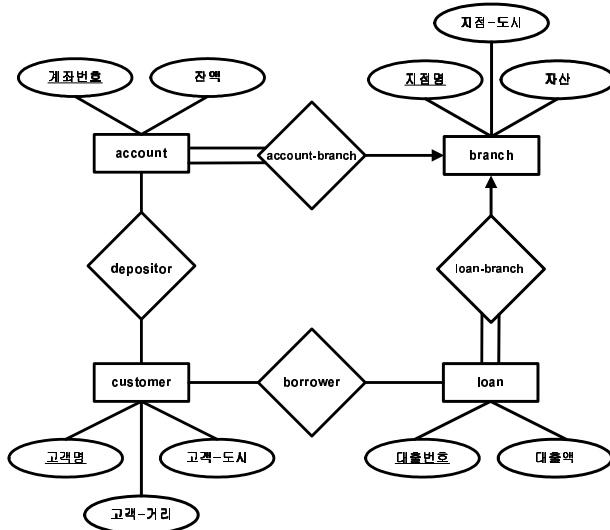 지점-도시
계좌번호
잔액
지점명
자산
account
account-branch
branch
depositor
loan-branch
customer
borrower
loan
고객명
고객-도시
대출번호
대출액
고객-거리